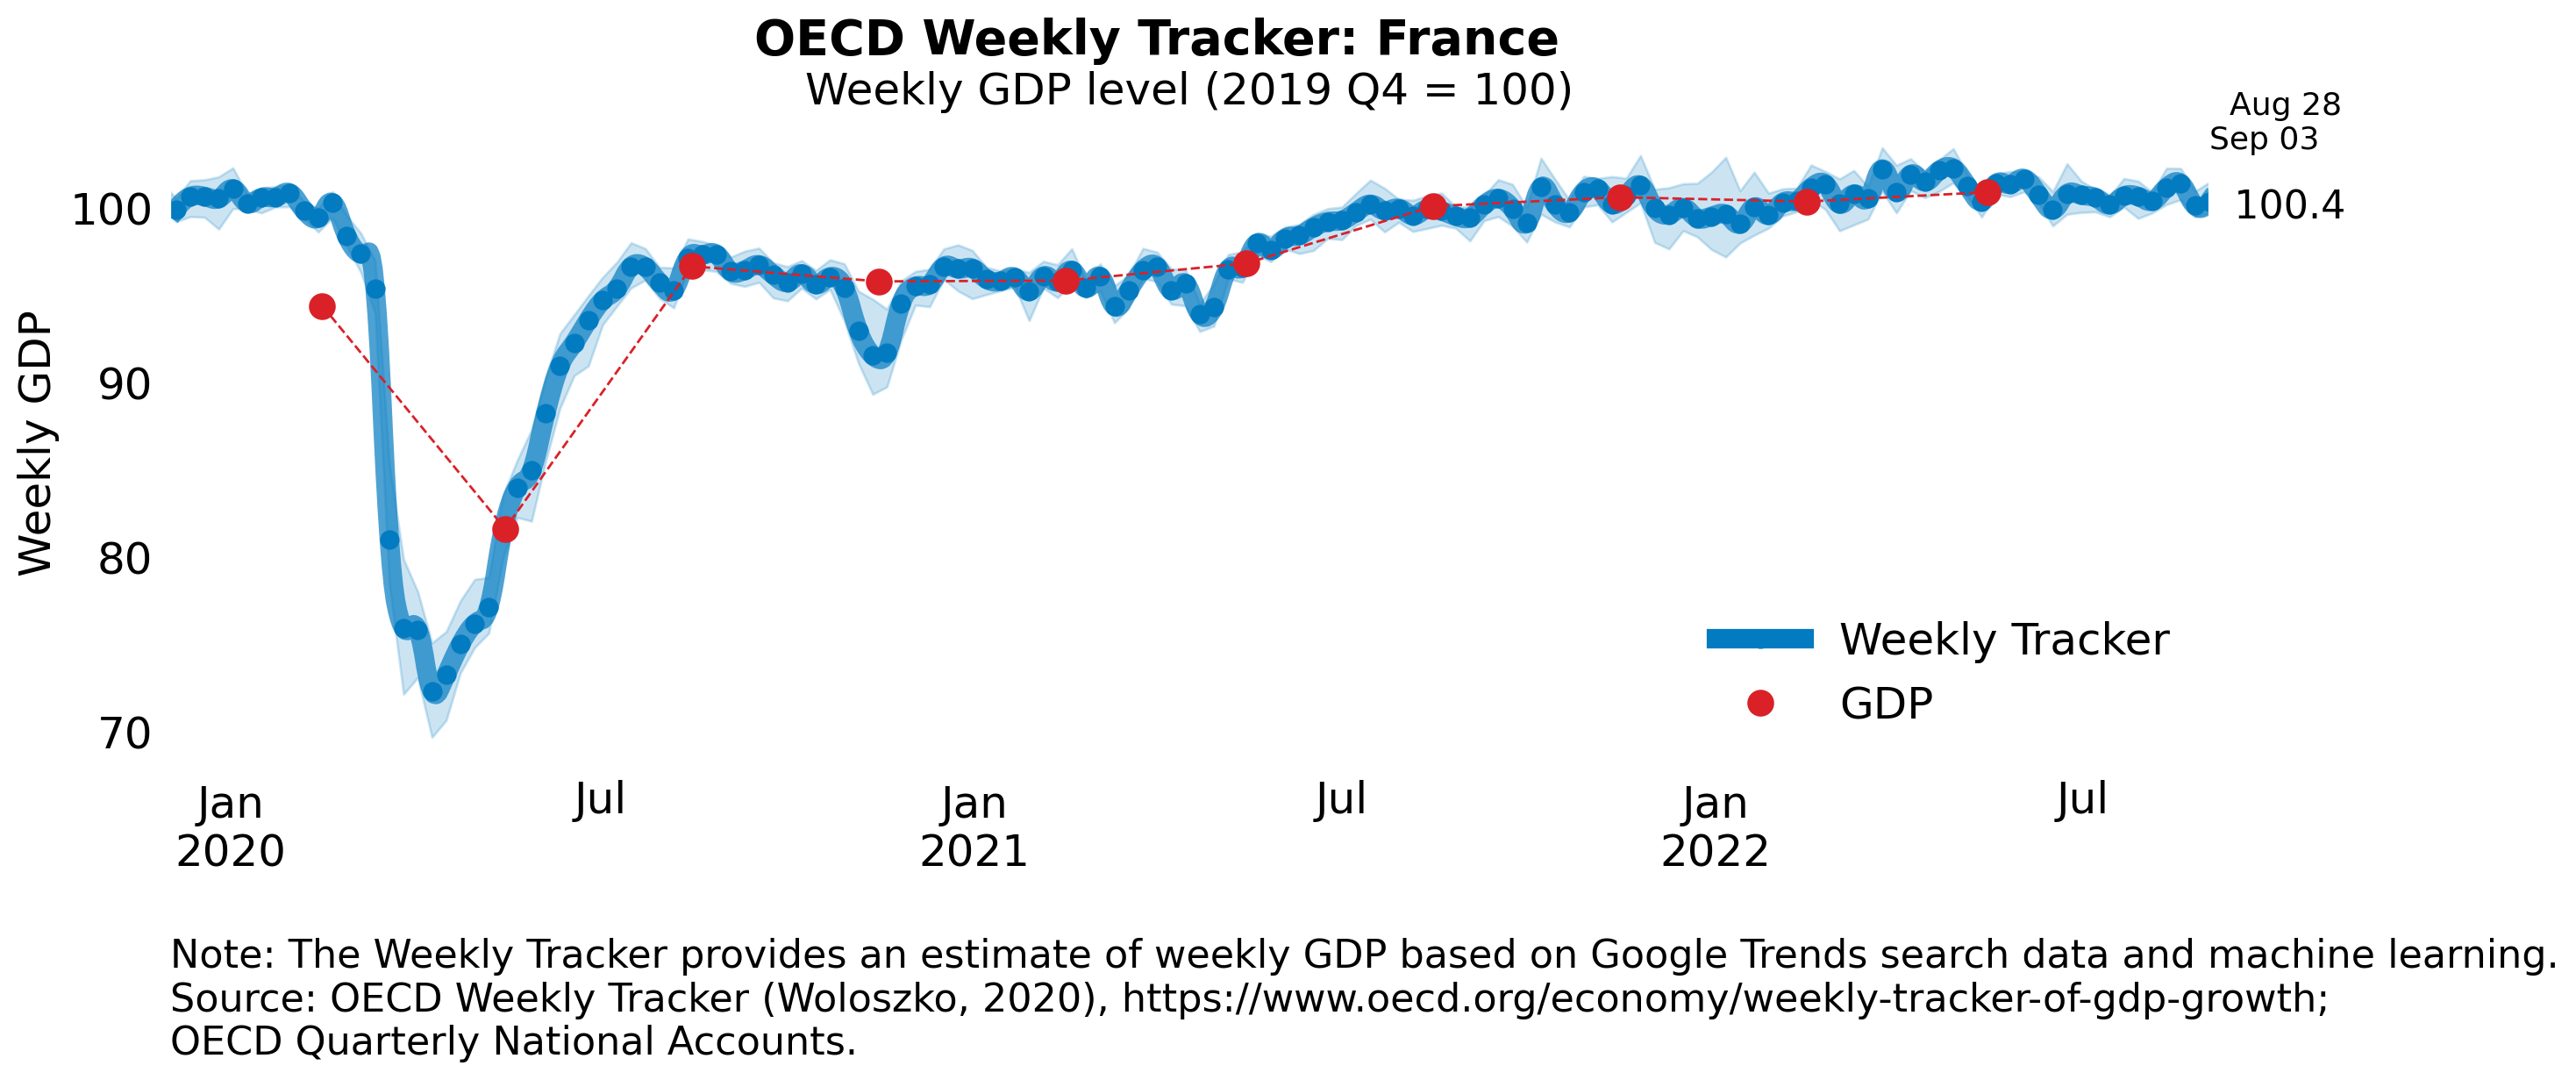 OECD Weekly Tracker: France
Weekly GDP level (2019 Q4 = 100)
Aug 28
Sep 03
100.4
Weekly GDP
100
90
80
70
Weekly Tracker
GDP
Jan
2020
Jul
Jan
2021
Jul
Jan
2022
Jul
Note: The Weekly Tracker provides an estimate of weekly GDP based on Google Trends search data and machine learning.
Source: OECD Weekly Tracker (Woloszko, 2020), https://www.oecd.org/economy/weekly-tracker-of-gdp-growth;
OECD Quarterly National Accounts.